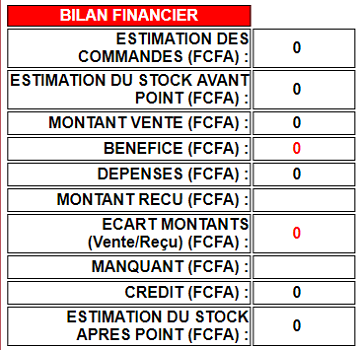 BILAN FINANCIER
ESTIMATION DES
COMMANDES (FCFA) : 0
ESTIMATION DU STOCK AVANT
POINT (FCFA) : 0
MONTANT VENTE (FCFA) : 0
BENEFICE (FCFA) : 0
DEPENSES (FCFA) : 0
MONTANT RECU (FCFA) :
ECART MONTANTS
(Vente/Reçu) (FCFA) : 0
MANQUANT (FCFA) :
CREDIT (FCFA) : 0
ESTIMATION DU STOCK
APRES POINT (FCFA) : 0